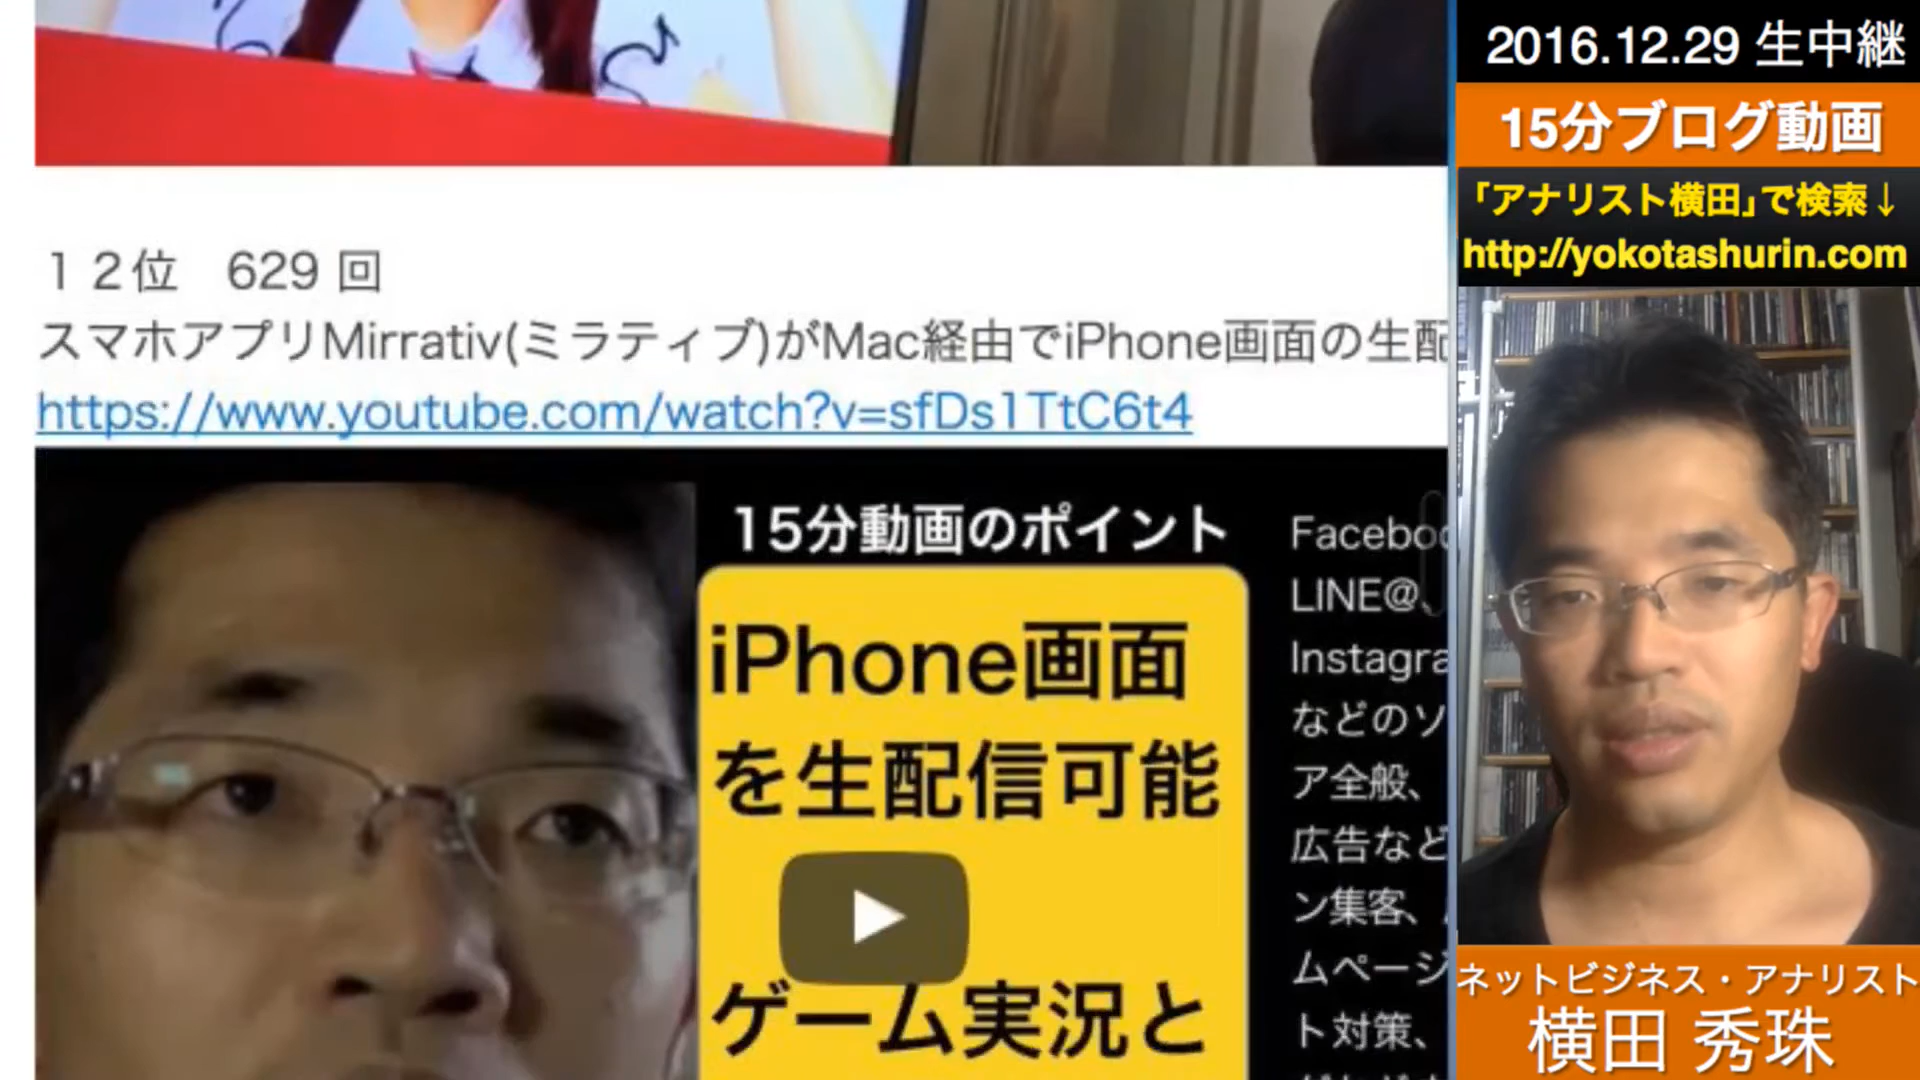 １２位　629 回
スマホアプリMirrativ(ミラティブ)がMac経由でiPhone画面の生配
https://www.youtube.com/watch?v=sfDs1TtC6t4
15分動画のポイント
iPhone画面
を生配信可能
ゲーム実況と
Facebo
LINE@、
Instagra
などのソ
ア全般、
広告など
ン集客、
ムページ
ト対策、
2016.12.29 生中継
15分ブログ動画
「アナリスト横田」で検索↓
http://yokotashurin.com
ネットビジネス・アナリスト
横田 秀珠